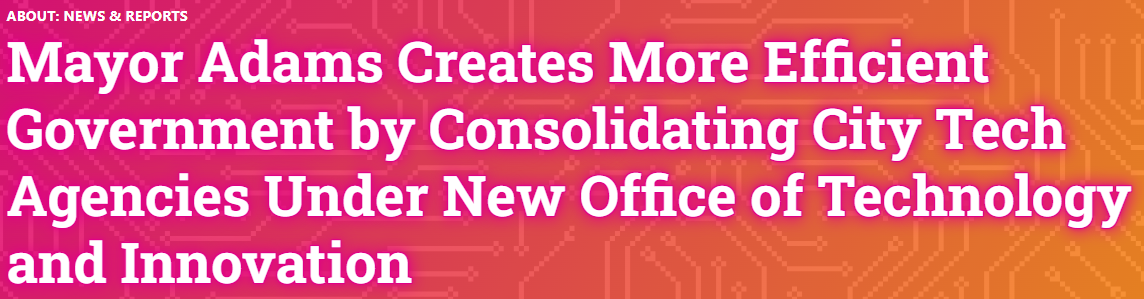 ABOUT: NEWS & REPORTS
Mayor Adams Creates More Efficient
Government by Consolidating City Tech
Agencies Under New Office of Technology
and Innovation